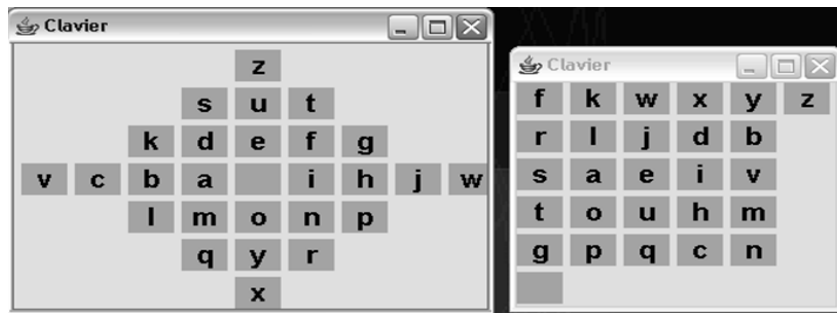 Clavier
z
s u t
k d e f g
v c b a i h j w
l m o n p
q y r
x
Clavier
f k w x y z
r l j d b
s a e i v
t o u h m
g p q c n